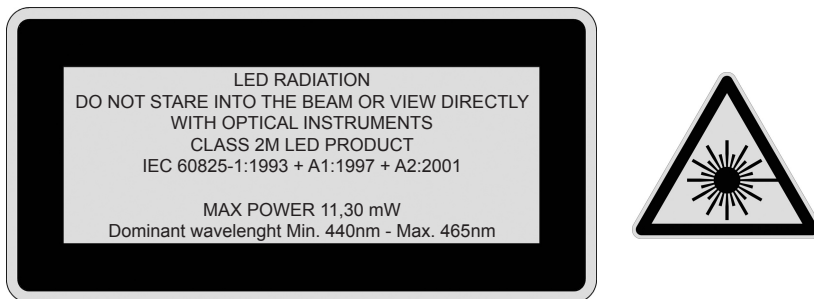 LED RADIATION
DO NOT STARE INTO THE BEAM OR VIEW DIRECTLY
WITH OPTICAL INSTRUMENTS
CLASS 2M LED PRODUCT
IEC 60825-1:1993 + A1:1997 + A2:2001
MAX POWER 11,30 mW
Dominant wavelenght Min. 440nm - Max. 465nm